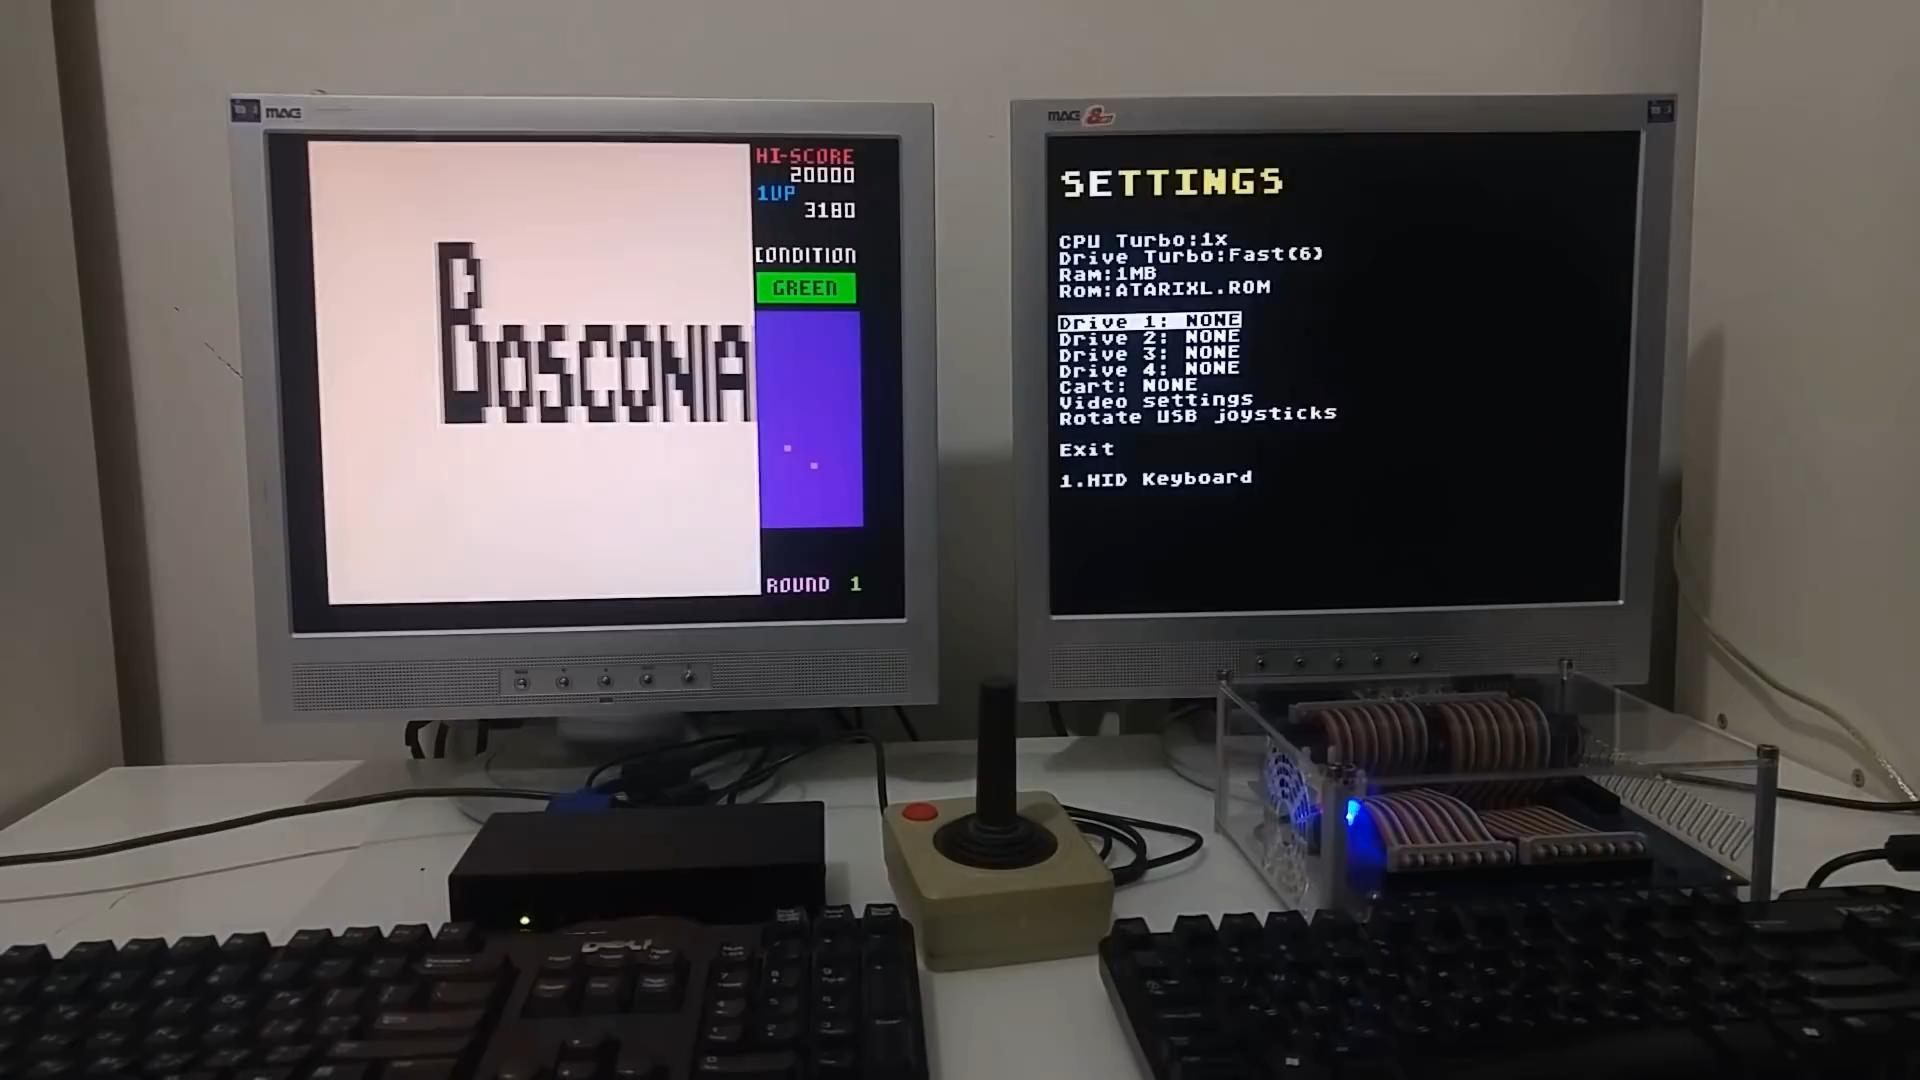 MAG
HI-SCORE
20000
1UP
3180
CONDITION
GREEN
BOSCONIA
ROUND 1
MAG
SETTINGS
CPU Turbo:1x
Drive Turbo:Fast(6)
Ram:1MB
Rom:ATARIXL.ROM
Drive 1: NONE
Drive 2: NONE
Drive 3: NONE
Drive 4: NONE
Cart: NONE
Video settings
Rotate USB joysticks
Exit
1.HID Keyboard
DELL